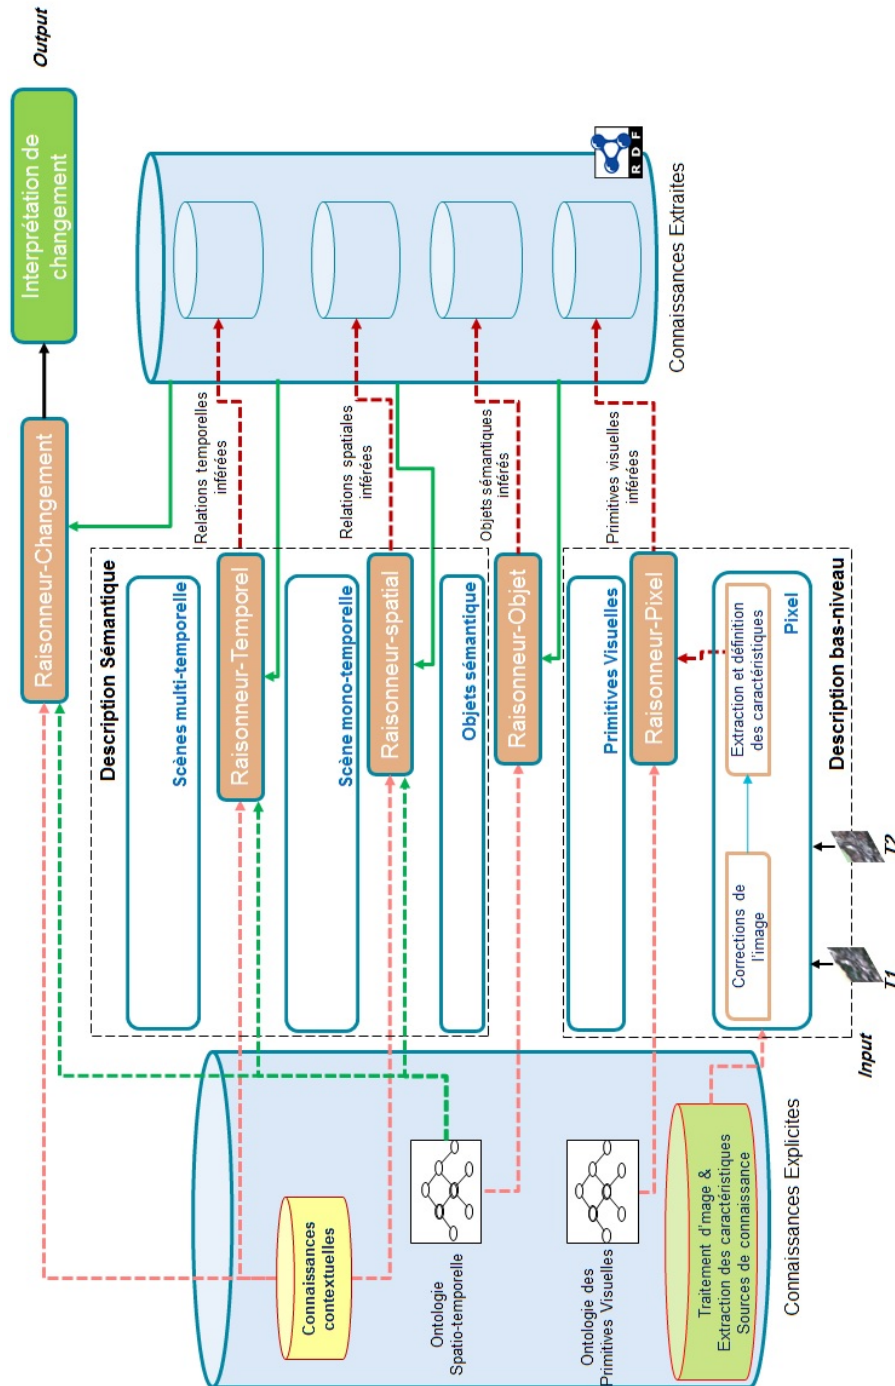 Output
Interprétation de
changement
Raisonneur-Changement
RDF
Connaissances Extraites
Relations temporelles
inférées
Relations spatiales
inférées
Objets sémantiques
inférés
Primitives visuelles
inférées
Description Sémantique
Scènes multi-temporelle
Raisonneur-Temporel
Scène mono-temporelle
Raisonneur-spatial
Objets sémantique
Raisonneur-Objet
Primitives Visuelles
Raisonneur-Pixel
Extraction et définition
des caractéristiques
Pixel
Corrections de
l'image
Description bas-niveau
T1
T2
Input
Connaissances
contextuelles
Ontologie
Spatio-temporelle
Ontologie des
Primitives Visuelles
Traitement d'mage &
Extraction des caractéristiques
Sources de connaissance
Connaissances Explicites